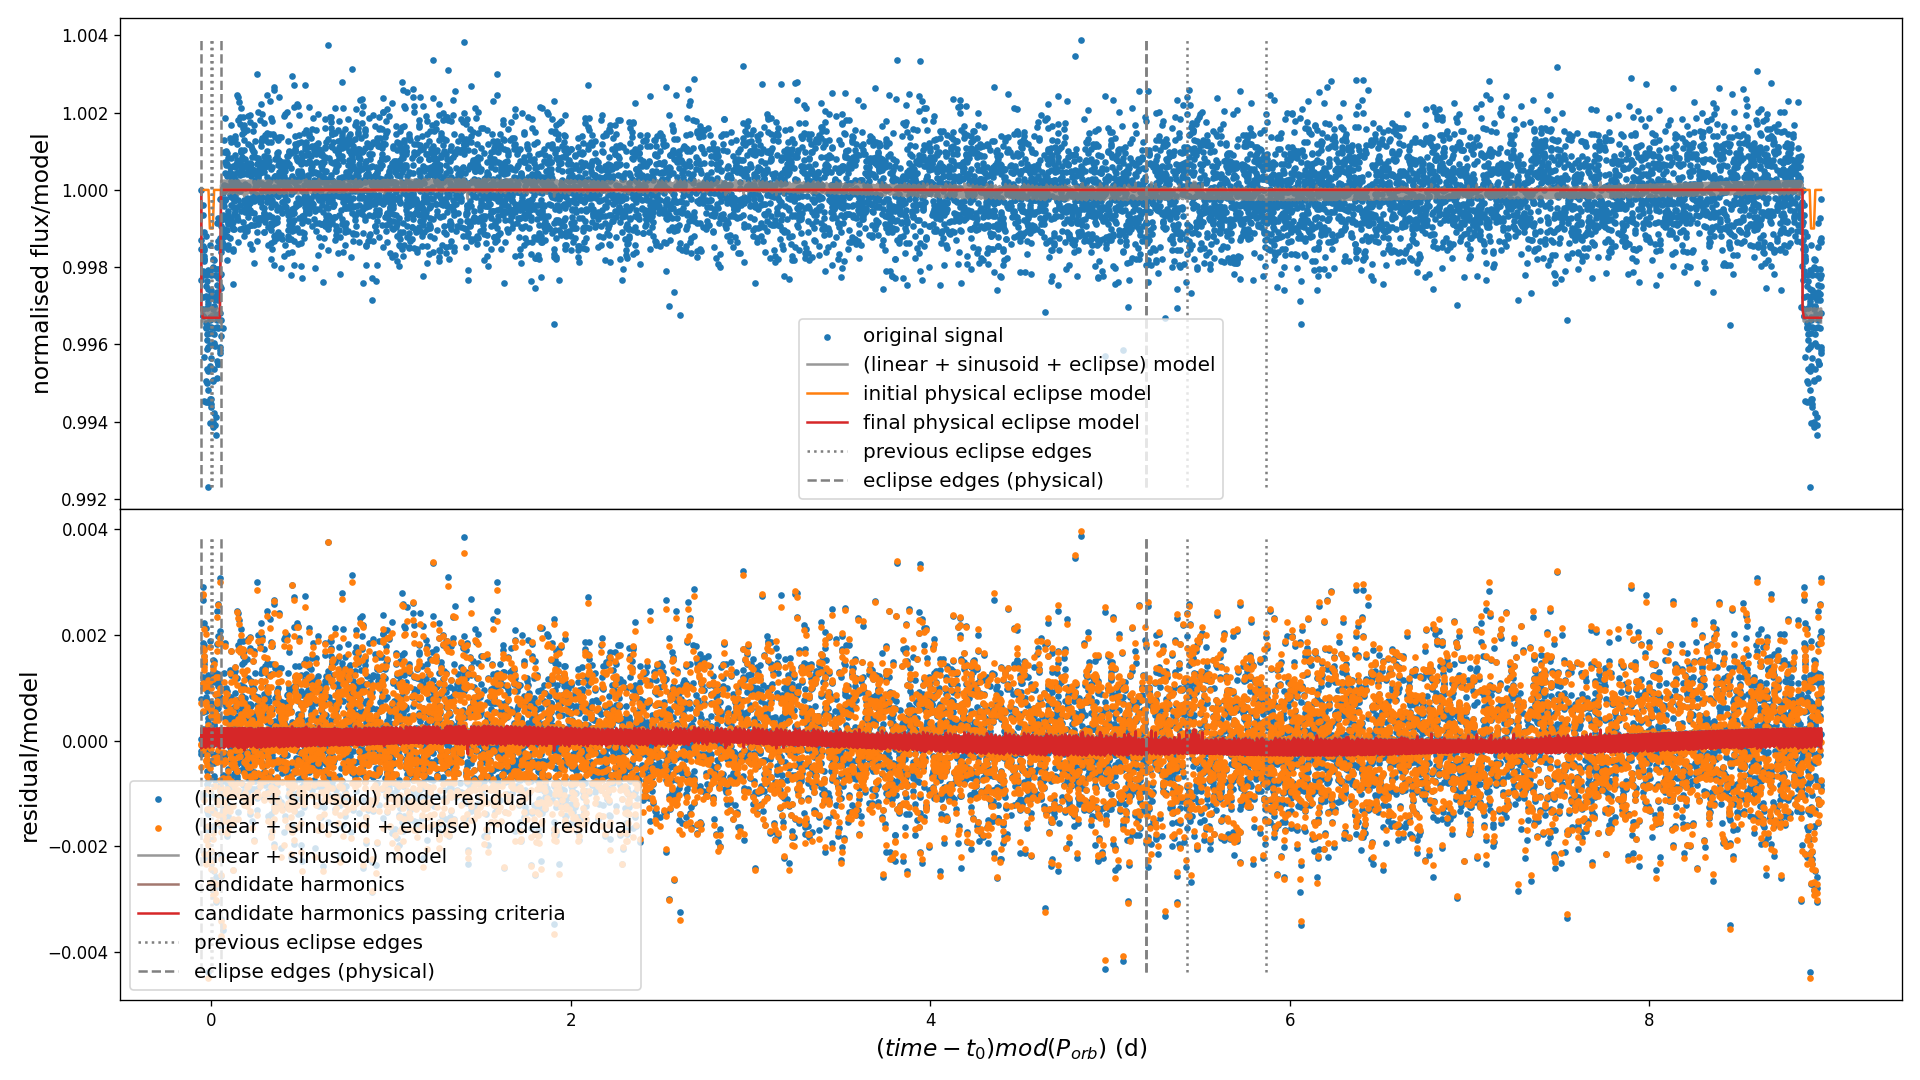 1.004
1.002
1.000
0.998
0.996
0.994
0.992
normalised flux/model
original signal
(linear + sinusoid + eclipse) model
initial physical eclipse model
final physical eclipse model
previous eclipse edges
eclipse edges (physical)
0.004
0.002
0.000
−0.002
−0.004
residual/model
(linear + sinusoid) model residual
(linear + sinusoid + eclipse) model residual
(linear + sinusoid) model
candidate harmonics
candidate harmonics passing criteria
previous eclipse edges
eclipse edges (physical)
0 2 4 6 8
(time − t₀)mod(P_orb) (d)